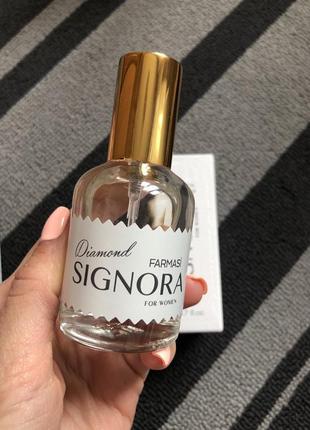 Diamond
FARMASİ
SIGNORA
FOR WOMEN